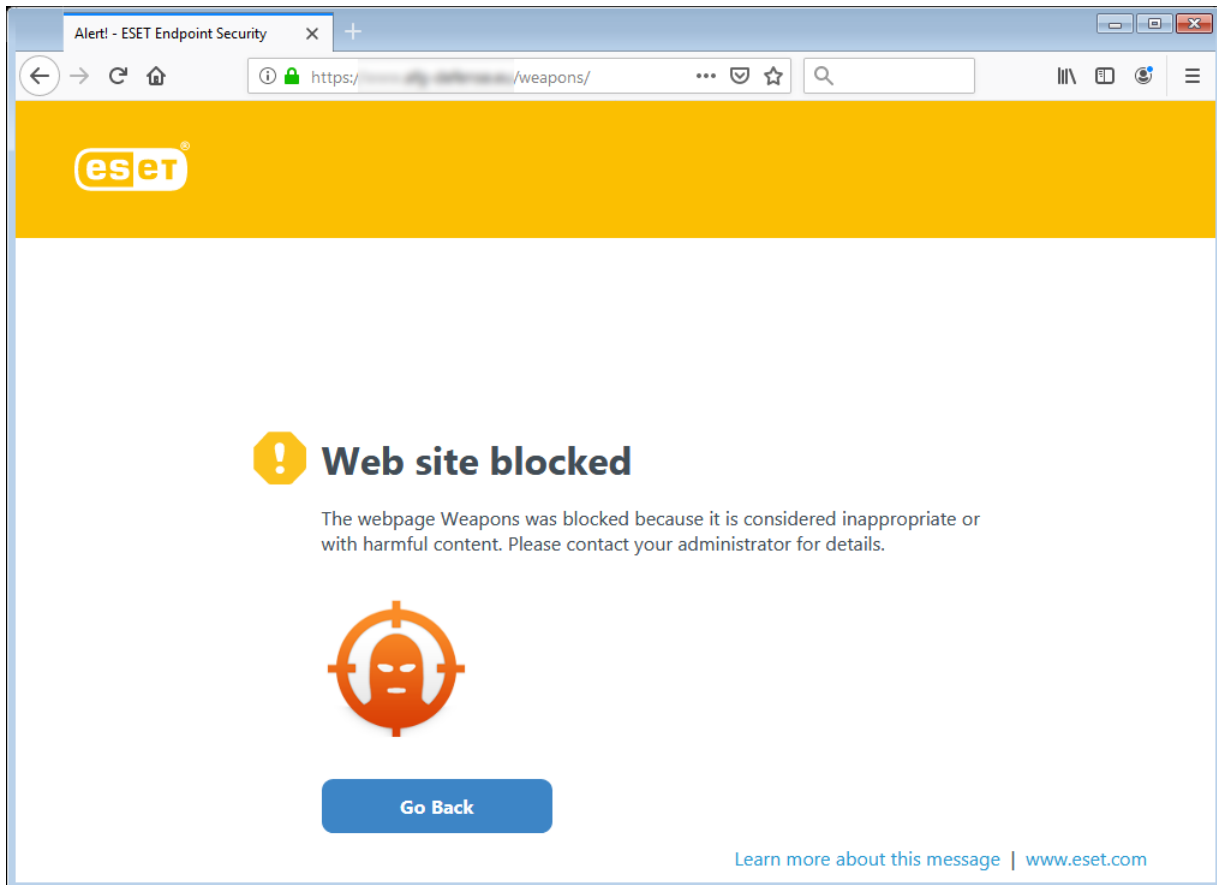 Alert! - ESET Endpoint Security
https:/ /weapons/
eset®
Web site blocked
The webpage Weapons was blocked because it is considered inappropriate or
with harmful content. Please contact your administrator for details.
Go Back
Learn more about this message | www.eset.com